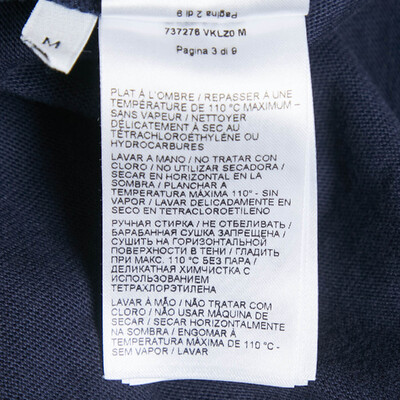 Pagina 2 di 9
737276 VKLZ0 M
Pagina 3 di 9
M
PLAT À L'OMBRE / REPASSER À UNE
TEMPÉRATURE DE 110 °C MAXIMUM –
SANS VAPEUR / NETTOYER
DÉLICATEMENT À SEC AU
TÉTRACHLOROETHYLÈNE OU
HYDROCARBURES
LAVAR A MANO / NO TRATAR CON
CLORO / NO UTILIZAR SECADORA /
SECAR EN HORIZONTAL EN LA
SOMBRA / PLANCHAR A
TEMPERATURA MÁXIMA 110°- SIN
VAPOR / LAVAR DELICADAMENTE EN
SECO EN TETRACLOROETILENO
РУЧНАЯ СТИРКА / НЕ ОТБЕЛИВАТЬ /
БАРАБАННАЯ СУШКА ЗАПРЕЩЕНА /
СУШИТЬ НА ГОРИЗОНТАЛЬНОЙ
ПОВЕРХНОСТИ В ТЕНИ / ГЛАДИТЬ
ПРИ МАКС. 110 °C БЕЗ ПАРА /
ДЕЛИКАТНАЯ ХИМЧИСТКА С
ИСПОЛЬЗОВАНИЕМ
ТЕТРАХЛОРЭТИЛЕНА
LAVAR À MÃO / NÃO TRATAR COM
CLORO / NÃO USAR MÁQUINA DE
SECAR / SECAR HORIZONTALMENTE
NA SOMBRA / ENGOMAR À
TEMPERATURA MÁXIMA DE 110 °C -
SEM VAPOR / LAVAR